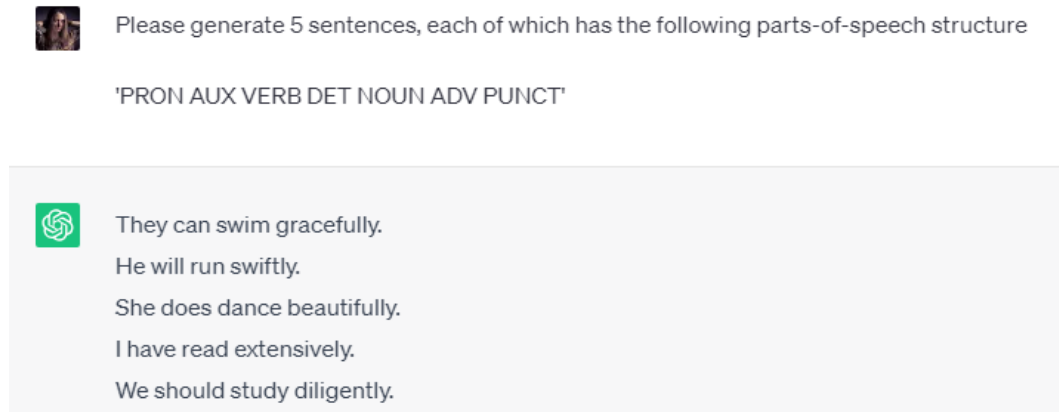 Please generate 5 sentences, each of which has the following parts-of-speech structure
'PRON AUX VERB DET NOUN ADV PUNCT'
They can swim gracefully.
He will run swiftly.
She does dance beautifully.
I have read extensively.
We should study diligently.